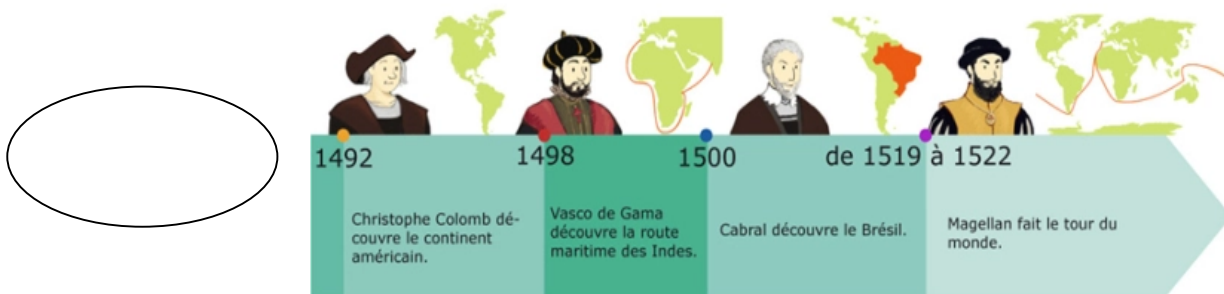 1492
1498
1500
de 1519 à 1522
Christophe Colomb dé-
couvre le continent
américain.
Vasco de Gama
découvre la route
maritime des Indes.
Cabral découvre le Brésil.
Magellan fait le tour du
monde.